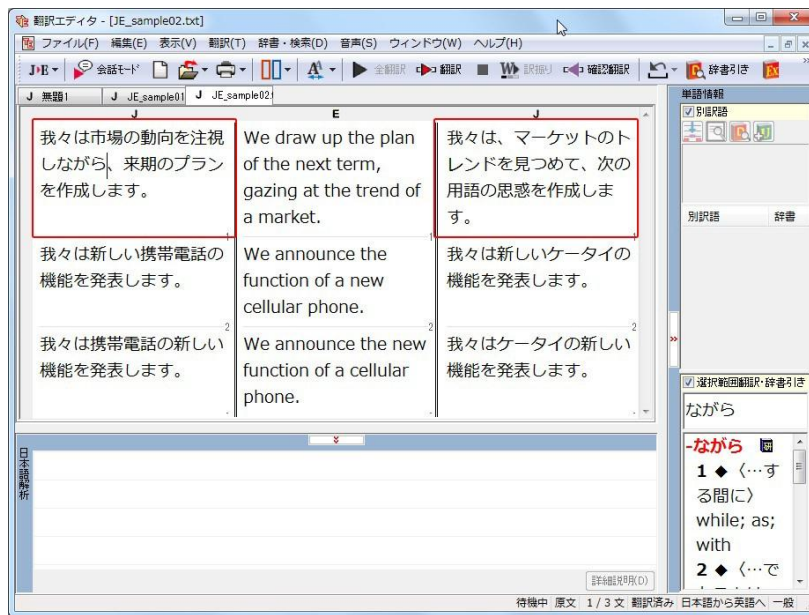 翻訳エディタ - [JE_sample02.txt]
ファイル(F) 編集(E) 表示(V) 翻訳(T) 辞書・検索(D) 音声(S) ウィンドウ(W) ヘルプ(H)
J▸E 会話モード 全翻訳 翻訳 訳振り 確認翻訳 辞書引き
J 無題1 J JE_sample01 J JE_sample02.
J E J
我々は市場の動向を注視
しながら、来期のプラン
を作成します。
1
We draw up the plan
of the next term,
gazing at the trend of
a market.
1
我々は、マーケットのト
レンドを見つめて、次の
用語の思惑を作成しま
す。
1
我々は新しい携帯電話の
機能を発表します。
2
We announce the
function of a new
cellular phone.
2
我々は新しいケータイの
機能を発表します。
2
我々は携帯電話の新しい
機能を発表します。
We announce the new
function of a cellular
phone.
我々はケータイの新しい
機能を発表します。
単語情報
別訳語
別訳語 辞書
選択範囲翻訳・辞書引き
ながら
-ながら
1 ◆〈…す
る間に〉
while; as;
with
2 ◆〈…で
日本語解析
詳細説明(D)
待機中 原文 1 / 3 文 翻訳済み 日本語から英語へ 一般